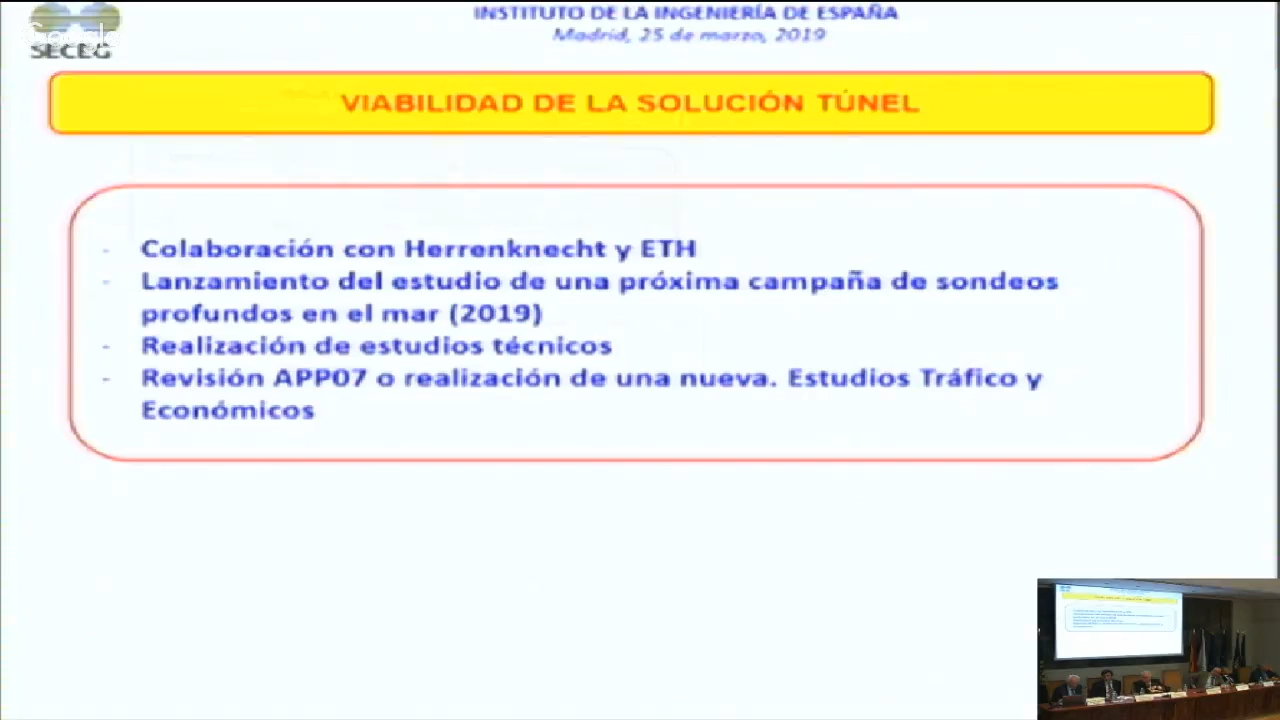 INSTITUTO DE LA INGENIERÍA DE ESPAÑA
Madrid, 25 de marzo, 2019
SECEG
VIABILIDAD DE LA SOLUCIÓN TÚNEL
- Colaboración con Herrenknecht y ETH
- Lanzamiento del estudio de una próxima campaña de sondeos
profundos en el mar (2019)
- Realización de estudios técnicos
- Revisión APP07 o realización de una nueva. Estudios Tráfico y
Económicos